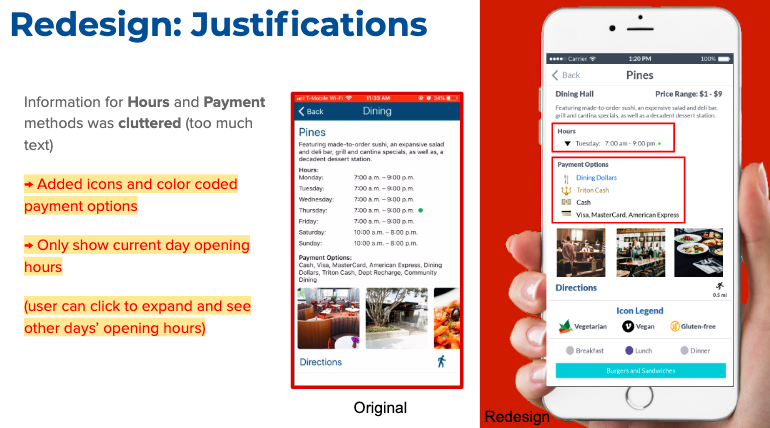 Redesign: Justifications
Information for Hours and Payment
methods was cluttered (too much
text)
→ Added icons and color coded
payment options
→ Only show current day opening
hours
(user can click to expand and see
other days' opening hours)
T-Mobile Wi-Fi 11:33 AM 34%
Back Dining
Pines
Featuring made-to-order sushi, an expansive salad
and deli bar, grill and cantina specials, as well as, a
decadent dessert station.
Hours:
Monday: 7:00 a.m. – 9:00 p.m.
Tuesday: 7:00 a.m. – 9:00 p.m.
Wednesday: 7:00 a.m. – 9:00 p.m.
Thursday: 7:00 a.m. – 9:00 p.m.
Friday: 7:00 a.m. – 9:00 p.m.
Saturday: 10:00 a.m. – 8:00 p.m.
Sunday: 10:00 a.m. – 8:00 p.m.
Payment Options:
Cash, Visa, MasterCard, American Express, Dining
Dollars, Triton Cash, Dept Recharge, Community
Dining
Directions
Original
Carrier 1:20 PM 100%
Back Pines
Dining Hall Price Range: $1 - $9
Featuring made-to-order sushi, an expensive salad and deli bar,
grill and cantina specials, as well as a decadent dessert station.
Hours
Tuesday: 7:00 am - 9:00 pm
Payment Options
Dining Dollars
Triton Cash
Cash
Visa, MasterCard, American Express
Directions
0.5 mi
Icon Legend
Vegetarian Vegan Gluten-free
Breakfast Lunch Dinner
Burgers and Sandwiches
Redesign